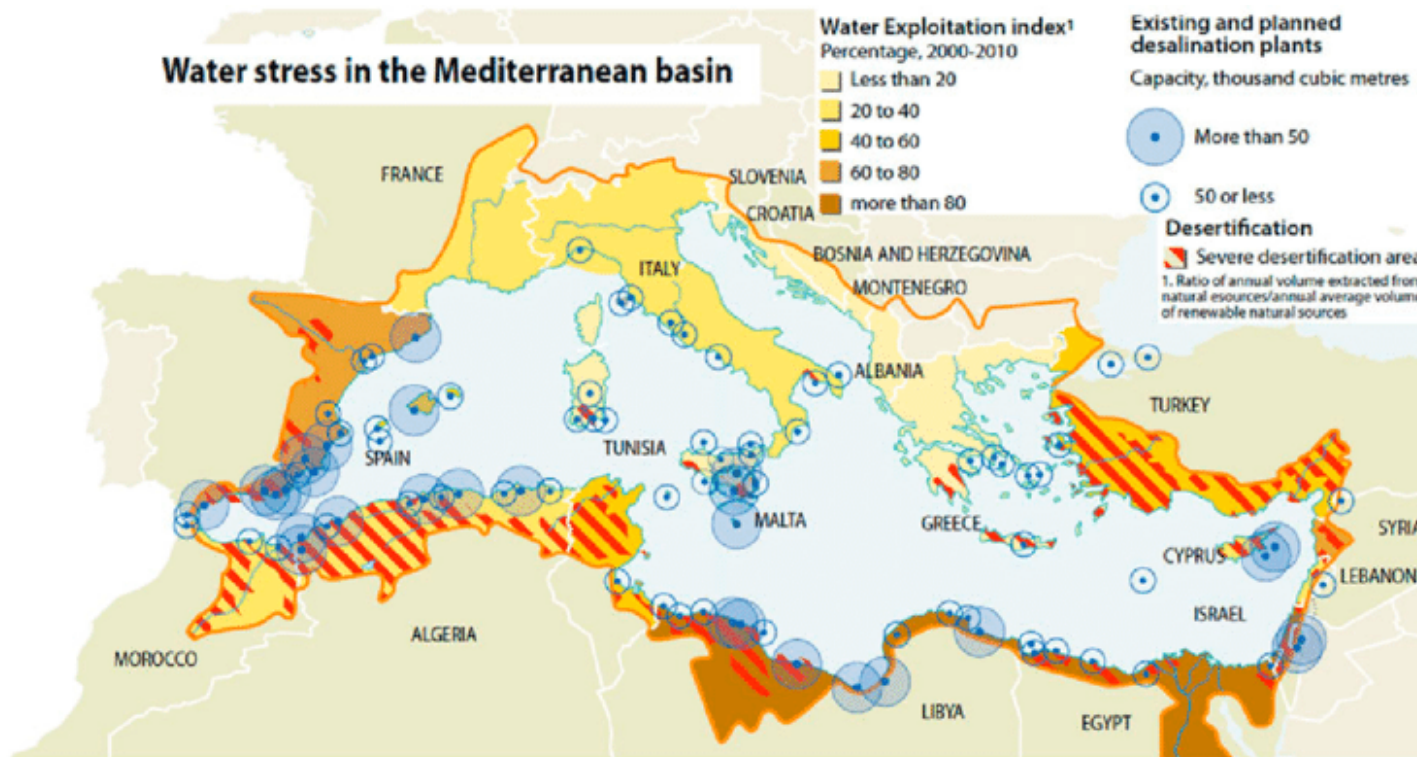 Water stress in the Mediterranean basin
Water Exploitation index¹
Percentage, 2000-2010
Less than 20
20 to 40
40 to 60
60 to 80
more than 80
Existing and planned
desalination plants
Capacity, thousand cubic metres
More than 50
50 or less
Desertification
Severe desertification area
1. Ratio of annual volume extracted from
natural esources/annual average volume
of renewable natural sources
FRANCE
SLOVENIA
CROATIA
BOSNIA AND HERZEGOVINA
ITALY
MONTENEGRO
ALBANIA
TURKEY
TUNISIA
SPAIN
MALTA
GREECE
CYPRUS
SYRIA
LEBANON
ISRAEL
ALGERIA
MOROCCO
LIBYA
EGYPT